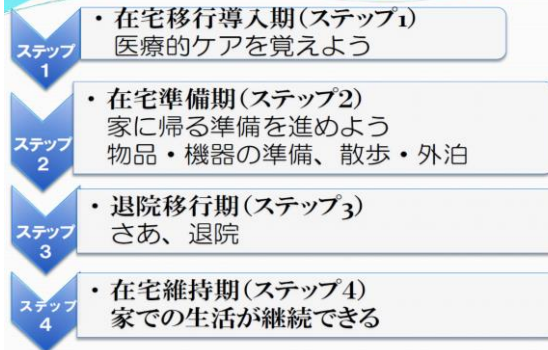 ステップ
1
・在宅移行導入期(ステップ1)
医療的ケアを覚えよう
ステップ
2
・在宅準備期(ステップ2)
家に帰る準備を進めよう
物品・機器の準備、散歩・外泊
ステップ
3
・退院移行期(ステップ3)
さあ、退院
ステップ
4
・在宅維持期(ステップ4)
家での生活が継続できる